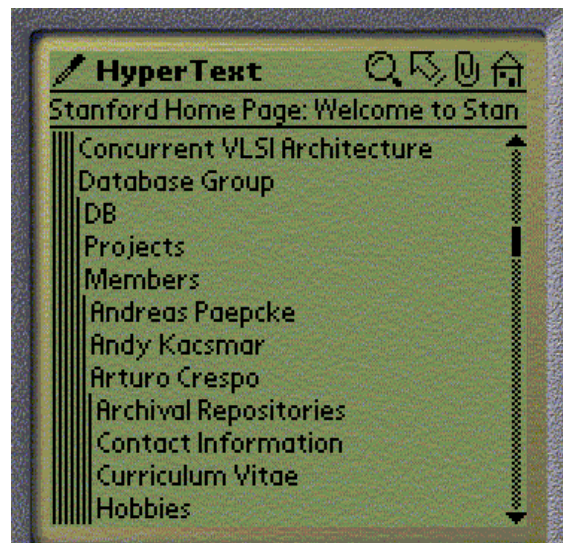 HyperText
Stanford Home Page: Welcome to Stan
Concurrent VLSI Architecture
Database Group
DB
Projects
Members
Andreas Paepcke
Andy Kacsmar
Arturo Crespo
Archival Repositories
Contact Information
Curriculum Vitae
Hobbies